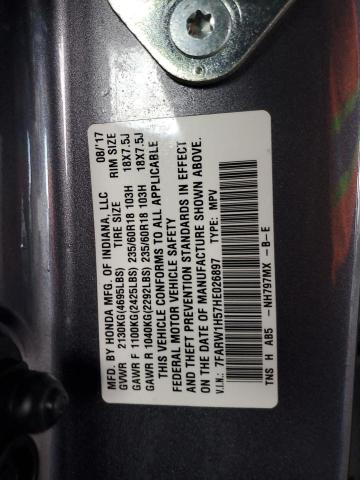 MFD. BY HONDA MFG. OF INDIANA, LLC 08/'17
GVWR 2130KG(4695LBS) TIRE SIZE RIM SIZE
GAWR F 1100KG(2425LBS) 235/60R18 103H 18X7.5J
GAWR R 1040KG(2292LBS) 235/60R18 103H 18X7.5J
THIS VEHICLE CONFORMS TO ALL APPLICABLE
FEDERAL MOTOR VEHICLE SAFETY
AND THEFT PREVENTION STANDARDS IN EFFECT
ON THE DATE OF MANUFACTURE SHOWN ABOVE.
V.I.N.: 7FARW1H57HE026897 TYPE: MPV
TNS H AB5 -NH797MX -B-E